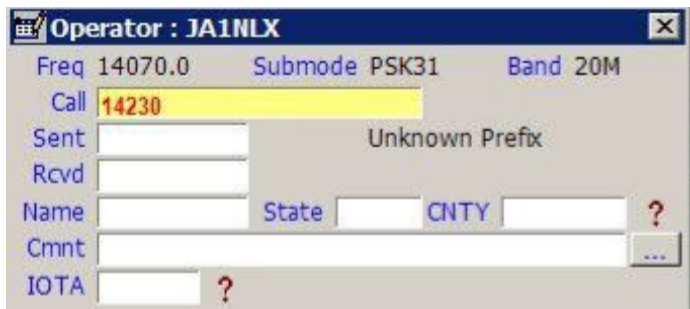 Operator : JA1NLX
Freq 14070.0 Submode PSK31 Band 20M
Call 14230
Sent Unknown Prefix
Rcvd
Name State CNTY ?
Cmnt ...
IOTA ?